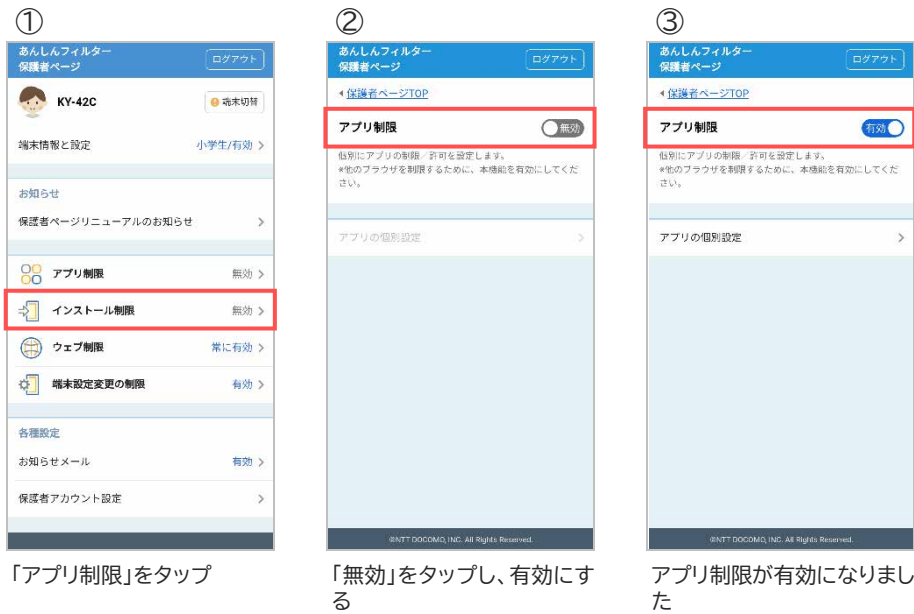 ①
あんしんフィルター
保護者ページ
ログアウト
KY-42C
端末切替
端末情報と設定
小学生/有効
お知らせ
保護者ページリニューアルのお知らせ
アプリ制限
無効
インストール制限
無効
ウェブ制限
常に有効
端末設定変更の制限
有効
各種設定
お知らせメール
有効
保護者アカウント設定
「アプリ制限」をタップ
②
あんしんフィルター
保護者ページ
ログアウト
保護者ページTOP
アプリ制限
無効
個別にアプリの制限/許可を設定します。
※他のブラウザを制限するために、本機能を有効にしてくだ
さい。
アプリの個別設定
©NTT DOCOMO, INC. All Rights Reserved.
「無効」をタップし、有効にす
る
③
あんしんフィルター
保護者ページ
ログアウト
保護者ページTOP
アプリ制限
有効
個別にアプリの制限/許可を設定します。
※他のブラウザを制限するために、本機能を有効にしてくだ
さい。
アプリの個別設定
©NTT DOCOMO, INC. All Rights Reserved.
アプリ制限が有効になりまし
た